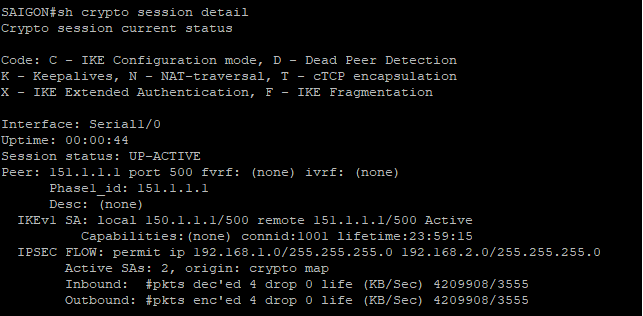 SAIGON#sh crypto session detail
Crypto session current status
Code: C - IKE Configuration mode, D - Dead Peer Detection
K - Keepalives, N - NAT-traversal, T - cTCP encapsulation
X - IKE Extended Authentication, F - IKE Fragmentation
Interface: Serial1/0
Uptime: 00:00:44
Session status: UP-ACTIVE
Peer: 151.1.1.1 port 500 fvrf: (none) ivrf: (none)
Phase1_id: 151.1.1.1
Desc: (none)
IKEv1 SA: local 150.1.1.1/500 remote 151.1.1.1/500 Active
Capabilities:(none) connid:1001 lifetime:23:59:15
IPSEC FLOW: permit ip 192.168.1.0/255.255.255.0 192.168.2.0/255.255.255.0
Active SAs: 2, origin: crypto map
Inbound:  #pkts dec'ed 4 drop 0 life (KB/Sec) 4209908/3555
Outbound: #pkts enc'ed 4 drop 0 life (KB/Sec) 4209908/3555